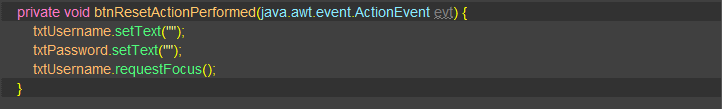 private void btnResetActionPerformed(java.awt.event.ActionEvent evt) {
txtUsername.setText("");
txtPassword.setText("");
txtUsername.requestFocus();
}